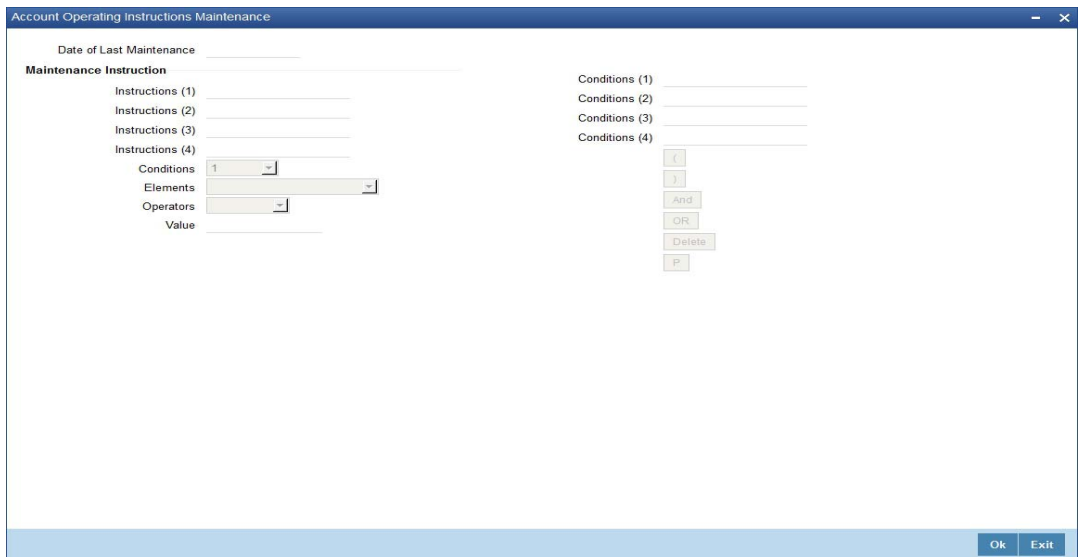 Account Operating Instructions Maintenance
Date of Last Maintenance
Maintenance Instruction
Instructions (1)
Instructions (2)
Instructions (3)
Instructions (4)
Conditions 1
Elements
Operators
Value
Conditions (1)
Conditions (2)
Conditions (3)
Conditions (4)
(
)
And
OR
Delete
P
Ok Exit